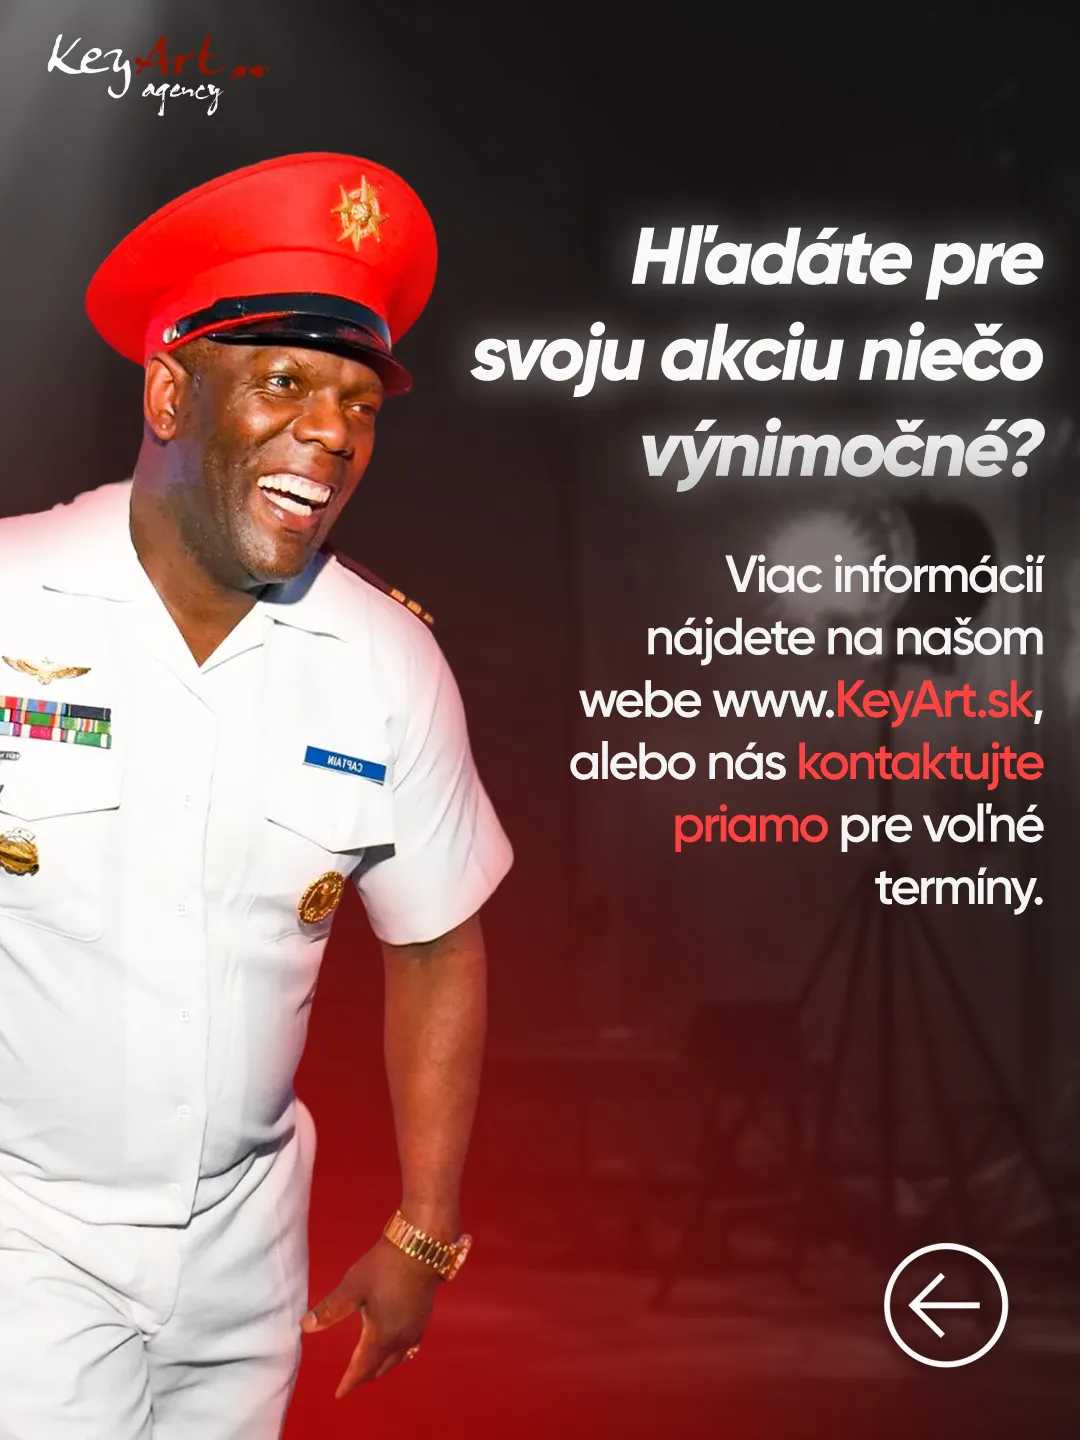 KeyArt
agency
Hľadáte pre
svoju akciu niečo
výnimočné?
Viac informácií
nájdete na našom
webe www.KeyArt.sk,
alebo nás kontaktujte
priamo pre voľné
termíny.
CAPTAIN